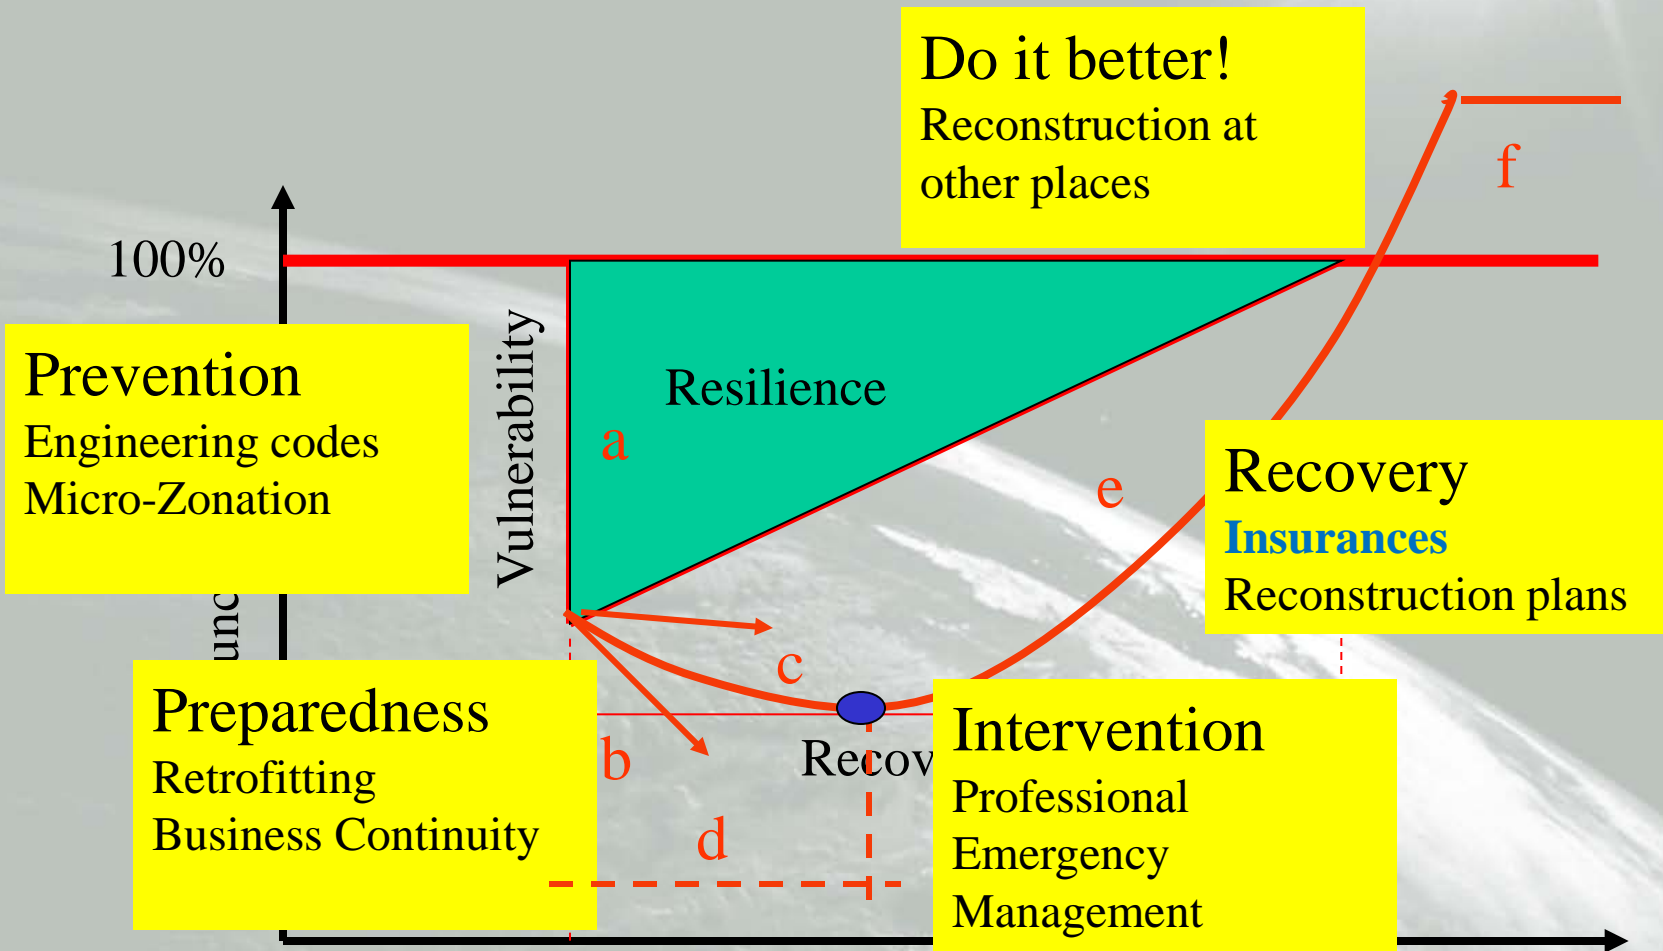 Do it better!
Reconstruction at
other places
f
100%
Prevention
Engineering codes
Micro-Zonation
Vulnerability
Resilience
a
e
Recovery
Insurances
Reconstruction plans
c
Preparedness
Retrofitting
Business Continuity
b
d
Intervention
Professional
Emergency
Management